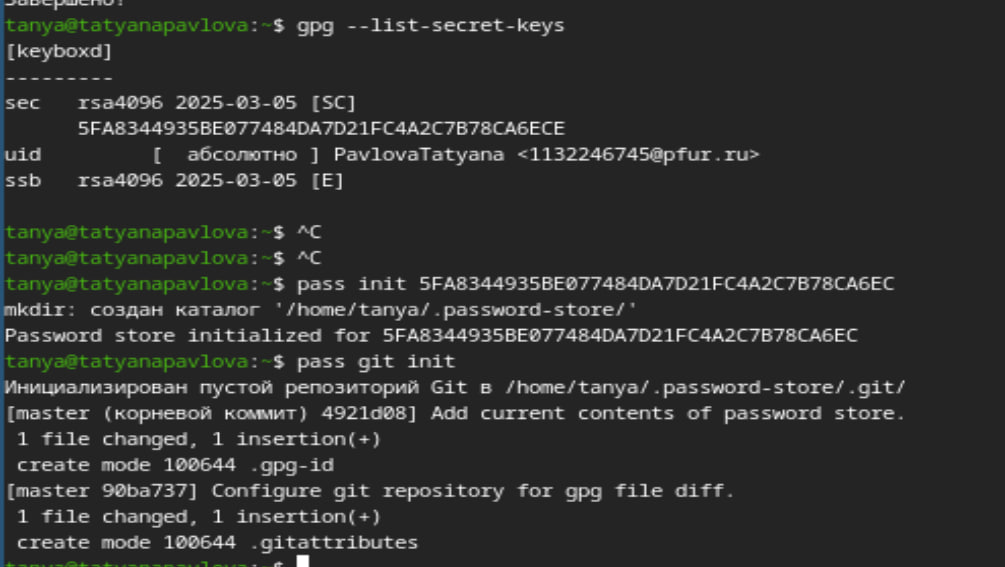 Завершено!
tanya@tatyanapavlova:~$ gpg --list-secret-keys
[keyboxd]
---------
sec   rsa4096 2025-03-05 [SC]
      5FA8344935BE077484DA7D21FC4A2C7B78CA6ECE
uid         [  абсолютно ] PavlovaTatyana <1132246745@pfur.ru>
ssb   rsa4096 2025-03-05 [E]
tanya@tatyanapavlova:~$ ^C
tanya@tatyanapavlova:~$ ^C
tanya@tatyanapavlova:~$ pass init 5FA8344935BE077484DA7D21FC4A2C7B78CA6EC
mkdir: создан каталог '/home/tanya/.password-store/'
Password store initialized for 5FA8344935BE077484DA7D21FC4A2C7B78CA6EC
tanya@tatyanapavlova:~$ pass git init
Инициализирован пустой репозиторий Git в /home/tanya/.password-store/.git/
[master (корневой коммит) 4921d08] Add current contents of password store.
 1 file changed, 1 insertion(+)
 create mode 100644 .gpg-id
[master 90ba737] Configure git repository for gpg file diff.
 1 file changed, 1 insertion(+)
 create mode 100644 .gitattributes
tanya@tatyanapavlova:~$